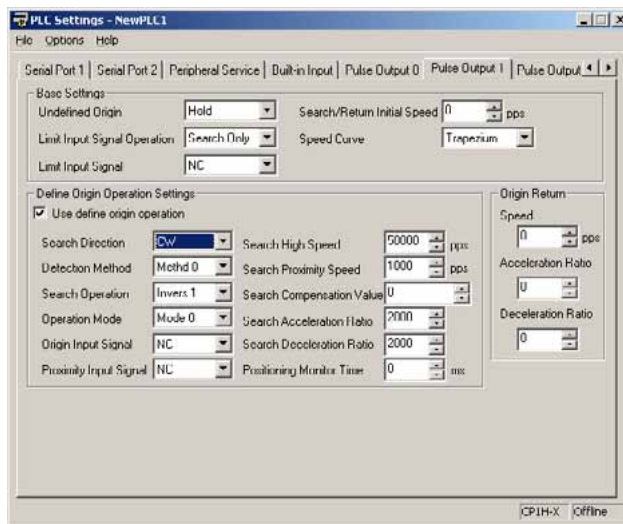 PLC Settings - NewPLC1
File Options Help
Serial Port 1 Serial Port 2 Peripheral Service Built-in Input Pulse Output 0 Pulse Output 1 Pulse Output
Base Settings
Undefined Origin Hold Search/Return Initial Speed 0 pps
Limit Input Signal Operation Search Only Speed Curve Trapezium
Limit Input Signal NC
Define Origin Operation Settings
Use define origin operation
Search Direction CW Search High Speed 50000 pps
Detection Method Methd 0 Search Proximity Speed 1000 pps
Search Operation Invers 1 Search Compensation Value 0
Operation Mode Mode 0 Search Acceleration Ratio 2000
Origin Input Signal NC Search Deceleration Ratio 2000
Proximity Input Signal NC Positioning Monitor Time 0 ms
Origin Return
Speed
0 pps
Acceleration Ratio
0
Deceleration Ratio
0
CP1H-X Offline